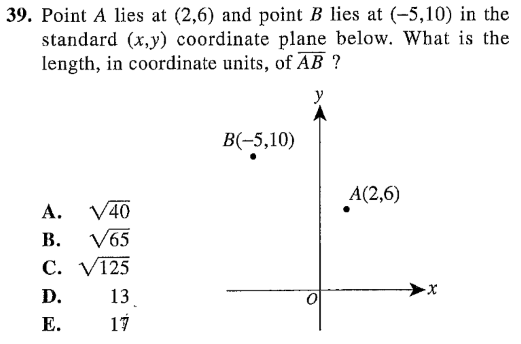 39. Point A lies at (2,6) and point B lies at (−5,10) in the
standard (x,y) coordinate plane below. What is the
length, in coordinate units, of A̅B̅ ?
y
B(−5,10)
A(2,6)
A. √40
B. √65
C. √125
D. 13
E. 17
O
x